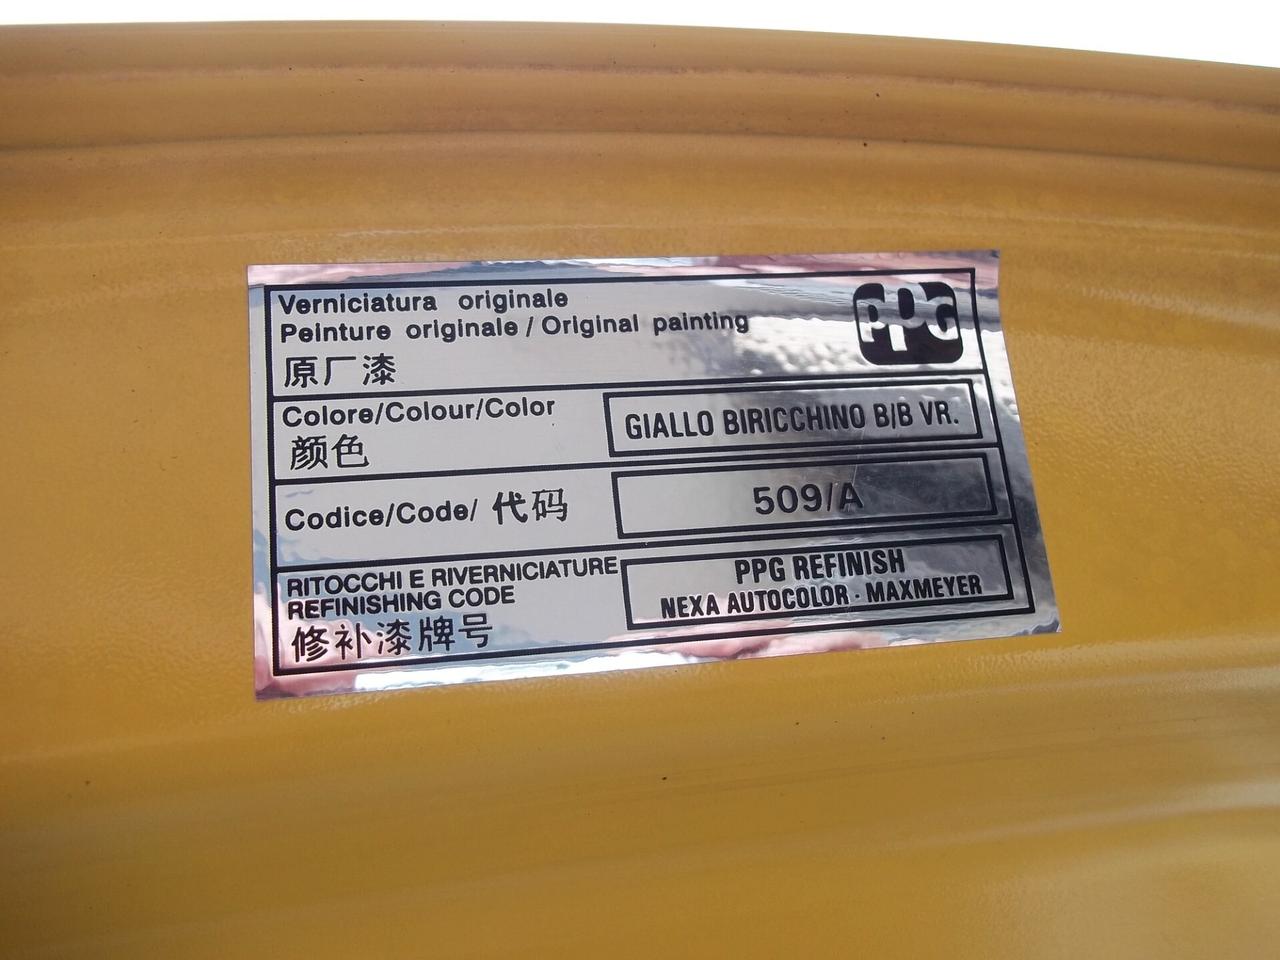 Verniciatura originale
Peinture originale / Original painting
原厂漆
PPG
Colore/Colour/Color
颜色
GIALLO BIRICCHINO B/B VR.
Codice/Code/ 代码
509/A
RITOCCHI E RIVERNICIATURE
REFINISHING CODE
修补漆牌号
PPG REFINISH
NEXA AUTOCOLOR · MAXMEYER